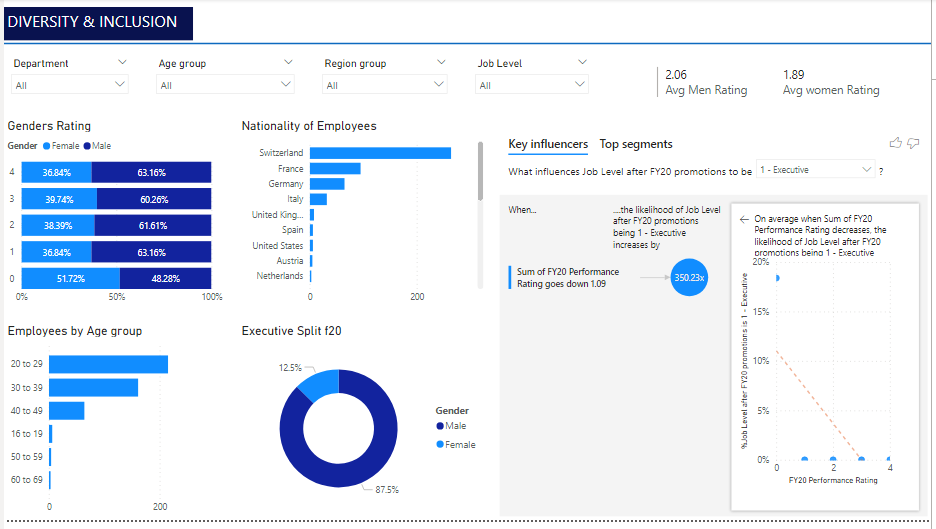 DIVERSITY & INCLUSION
Department
All
Age group
All
Region group
All
Job Level
All
2.06
Avg Men Rating
1.89
Avg women Rating
Genders Rating
Gender Female Male
4 36.84% 63.16%
3 39.74% 60.26%
2 38.39% 61.61%
1 36.84% 63.16%
0 51.72% 48.28%
0% 50% 100%
Nationality of Employees
Switzerland
France
Germany
Italy
United King...
Spain
United States
Austria
Netherlands
0 200
Key influencers Top segments
What influences Job Level after FY20 promotions to be 1 - Executive ?
When...
....the likelihood of Job Level
after FY20 promotions
being 1 - Executive
increases by
Sum of FY20 Performance
Rating goes down 1.09
350.23x
On average when Sum of FY20
Performance Rating decreases, the
likelihood of Job Level after FY20
promotions being 1 - Executive
%Job Level after FY20 promotions is 1 - Executive
20%
15%
10%
5%
0%
0 2 4
FY20 Performance Rating
Employees by Age group
20 to 29
30 to 39
40 to 49
16 to 19
50 to 59
60 to 69
0 200
Executive Split f20
12.5%
87.5%
Gender
Male
Female